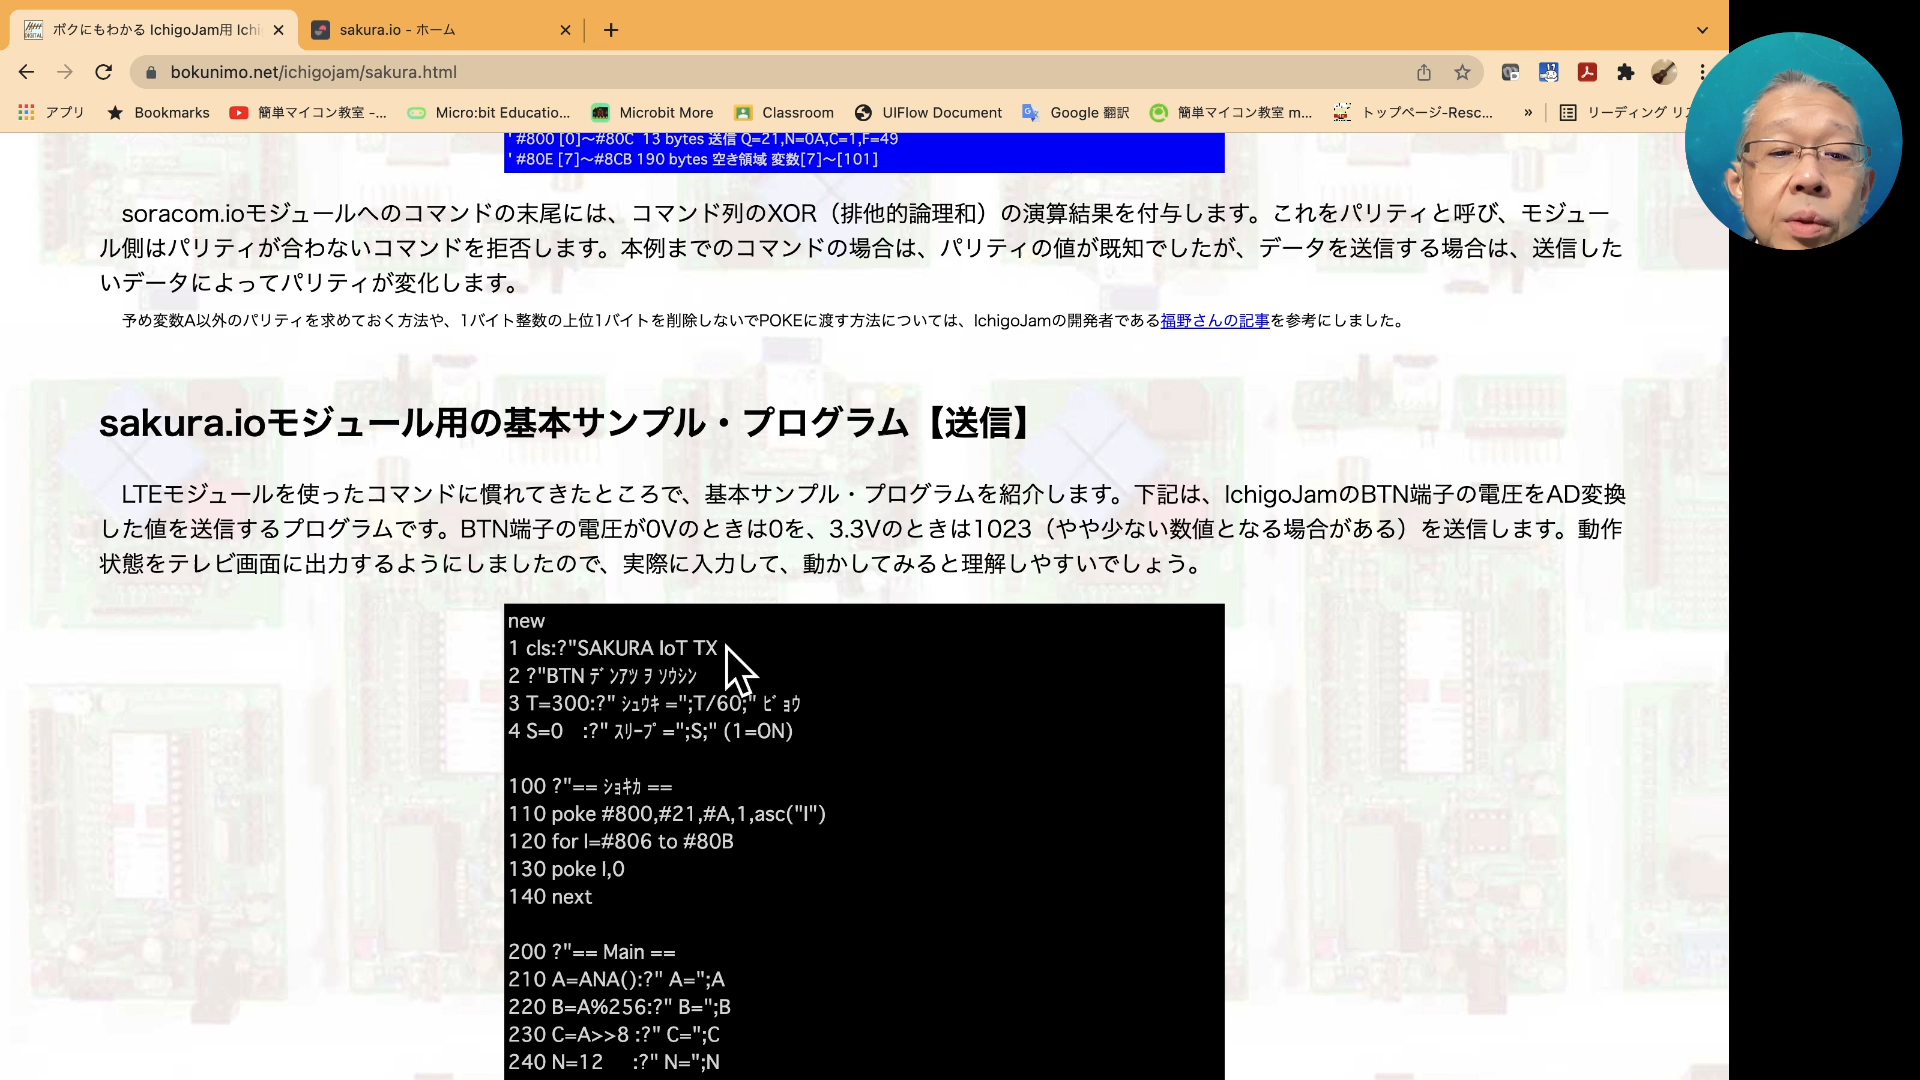 ボクにもわかる IchigoJam用 Ichi
sakura.io - ホーム
bokunimo.net/ichigojam/sakura.html
アプリ
Bookmarks
簡単マイコン教室 –...
Micro:bit Educatio...
Microbit More
Classroom
UIFlow Document
Google 翻訳
簡単マイコン教室 m...
トップページ-Resc...
»
リーディング リス
' #800 [0]～#80C  13 bytes 送信 Q=21,N=0A,C=1,F=49
' #80E [7]～#8CB 190 bytes 空き領域 変数[7]～[101]
soracom.ioモジュールへのコマンドの末尾には、コマンド列のXOR（排他的論理和）の演算結果を付与します。これをパリティと呼び、モジュー
ル側はパリティが合わないコマンドを拒否します。本例までのコマンドの場合は、パリティの値が既知でしたが、データを送信する場合は、送信した
いデータによってパリティが変化します。
予め変数A以外のパリティを求めておく方法や、1バイト整数の上位1バイトを削除しないでPOKEに渡す方法については、IchigoJamの開発者である福野さんの記事を参考にしました。
sakura.ioモジュール用の基本サンプル・プログラム【送信】
LTEモジュールを使ったコマンドに慣れてきたところで、基本サンプル・プログラムを紹介します。下記は、IchigoJamのBTN端子の電圧をAD変換
した値を送信するプログラムです。BTN端子の電圧が0Vのときは0を、3.3Vのときは1023（やや少ない数値となる場合がある）を送信します。動作
状態をテレビ画面に出力するようにしましたので、実際に入力して、動かしてみると理解しやすいでしょう。
new
1 cls:?"SAKURA IoT TX
2 ?"BTN ﾃﾞﾝｱﾂ ｦ ｿｳｼﾝ
3 T=300:?" ｼｭｳｷ =";T/60;" ﾋﾞｮｳ
4 S=0   :?" ｽﾘｰﾌﾟ =";S;" (1=ON)
100 ?"== ｼｮｷｶ ==
110 poke #800,#21,#A,1,asc("I")
120 for I=#806 to #80B
130 poke I,0
140 next
200 ?"== Main ==
210 A=ANA():?" A=";A
220 B=A%256:?" B=";B
230 C=A>>8 :?" C=";C
240 N=12     :?" N=";N